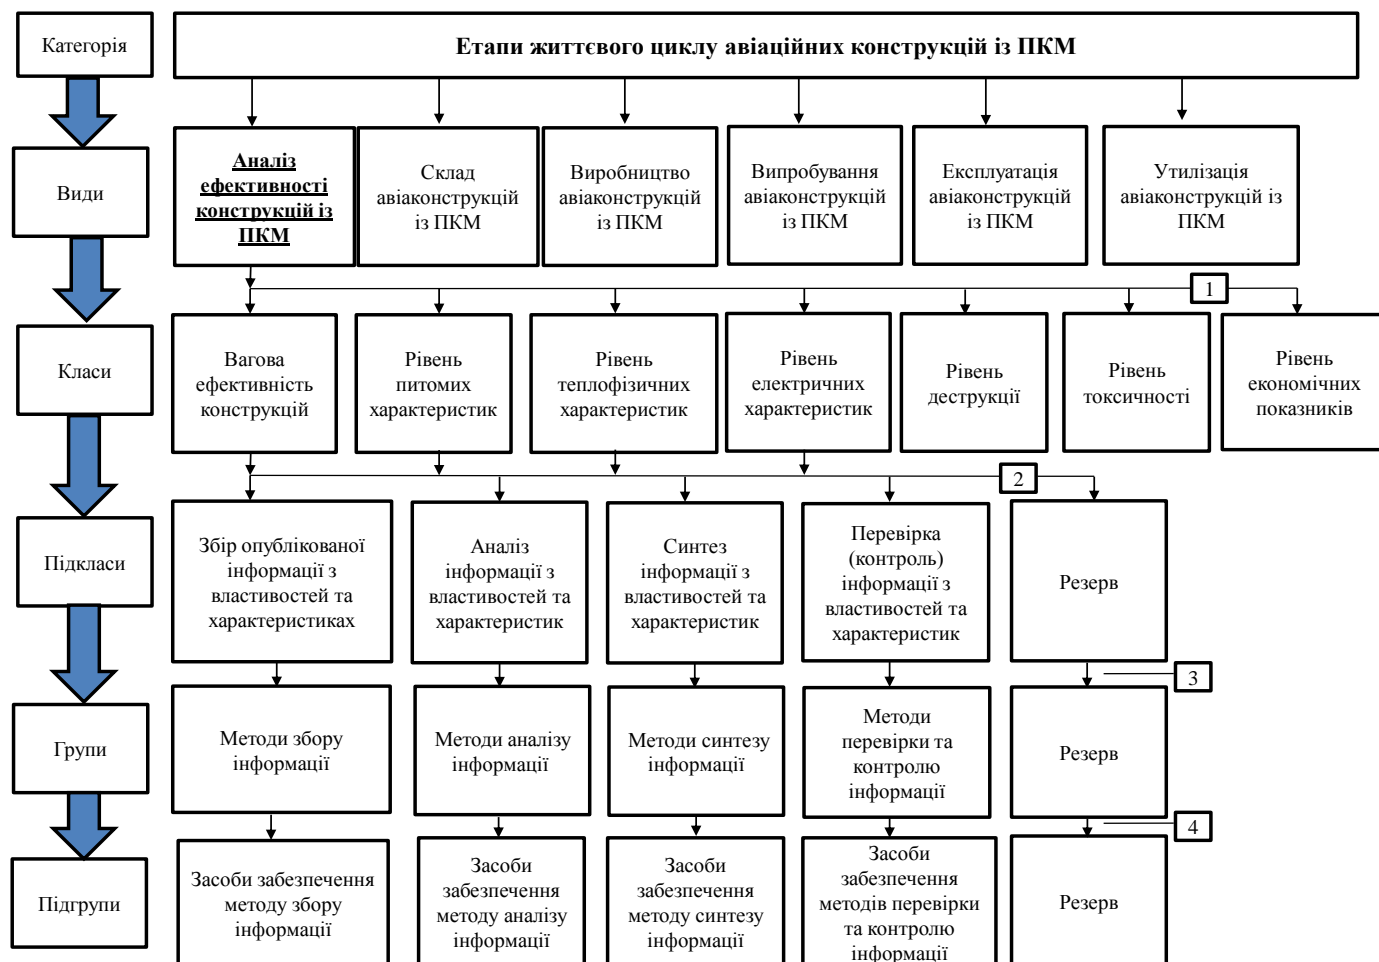 Категорія
Етапи життєвого циклу авіаційних конструкцій із ПКМ
Види
Аналіз
ефективності
конструкцій із
ПКМ
Склад
авіаконструкцій
із ПКМ
Виробництво
авіаконструкцій
із ПКМ
Випробування
авіаконструкцій
із ПКМ
Експлуатація
авіаконструкцій
із ПКМ
Утилізація
авіаконструкцій із
ПКМ
1
Класи
Вагова
ефективність
конструкцій
Рівень
питомих
характеристик
Рівень
теплофізичних
характеристик
Рівень
електричних
характеристик
Рівень
деструкції
Рівень
токсичності
Рівень
економічних
показників
2
Підкласи
Збір опублікованої
інформації з
властивостей та
характеристиках
Аналіз
інформації з
властивостей та
характеристик
Синтез
інформації з
властивостей та
характеристик
Перевірка
(контроль)
інформації з
властивостей та
характеристик
Резерв
3
Групи
Методи збору
інформації
Методи аналізу
інформації
Методи синтезу
інформації
Методи
перевірки та
контролю
інформації
Резерв
4
Підгрупи
Засоби забезпечення
методу збору
інформації
Засоби
забезпечення
методу аналізу
інформації
Засоби
забезпечення
методу синтезу
інформації
Засоби
забезпечення
методів перевірки
та контролю
інформації
Резерв